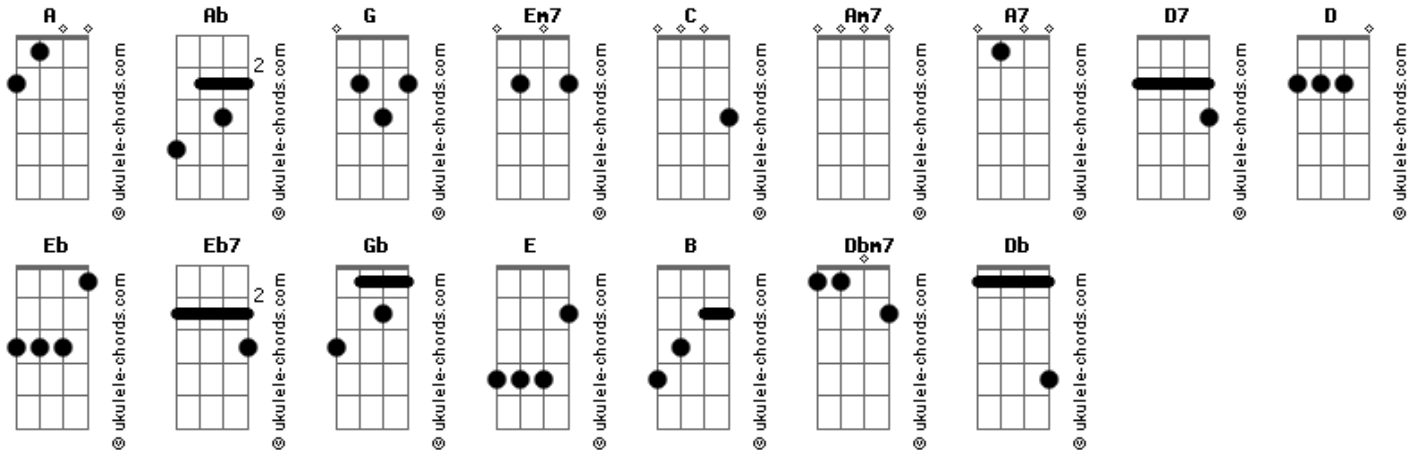 A Ab G Em7 C Am7 A7 D7 D
2
© ukulele-chords.com © ukulele-chords.com © ukulele-chords.com © ukulele-chords.com © ukulele-chords.com © ukulele-chords.com © ukulele-chords.com © ukulele-chords.com © ukulele-chords.com
Eb Eb7 Gb E B Dbm7 Db
2
© ukulele-chords.com © ukulele-chords.com © ukulele-chords.com © ukulele-chords.com © ukulele-chords.com © ukulele-chords.com © ukulele-chords.com